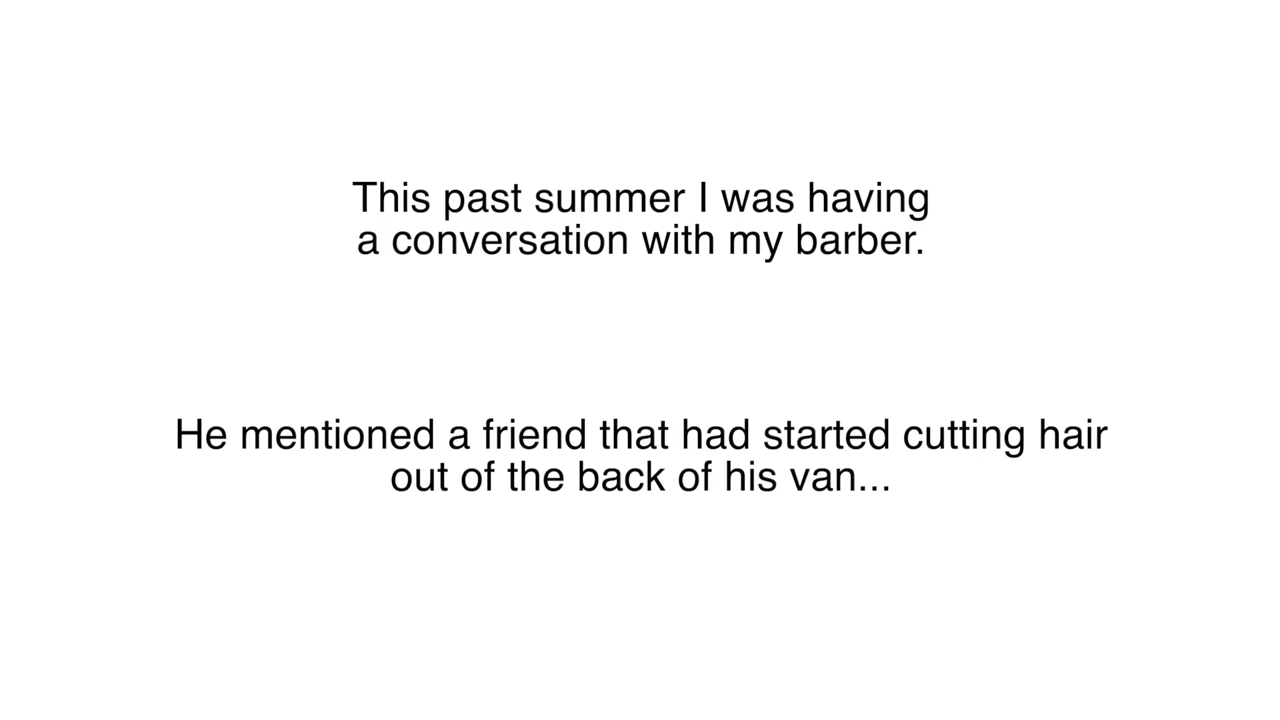 This past summer I was having
a conversation with my barber.
He mentioned a friend that had started cutting hair
out of the back of his van...